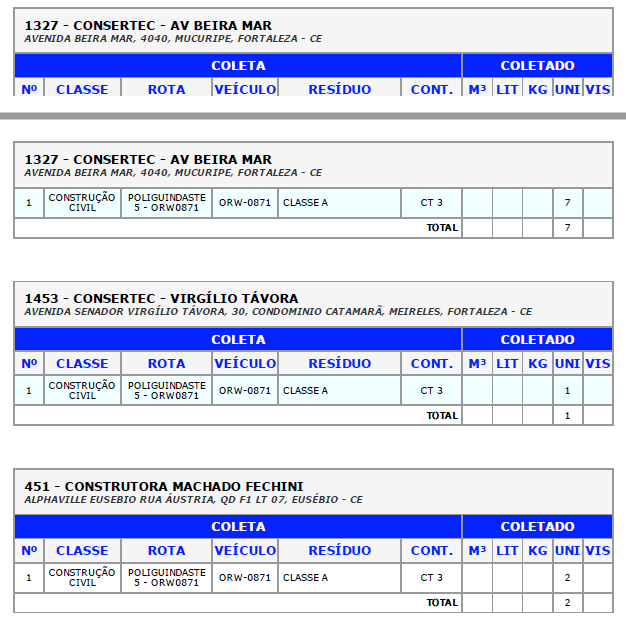 1327 - CONSERTEC - AV BEIRA MAR
AVENIDA BEIRA MAR, 4040, MUCURIPE, FORTALEZA - CE
COLETA COLETADO
Nº CLASSE ROTA VEÍCULO RESÍDUO CONT. M³ LIT KG UNI VIS
1327 - CONSERTEC - AV BEIRA MAR
AVENIDA BEIRA MAR, 4040, MUCURIPE, FORTALEZA - CE
1 CONSTRUÇÃO CIVIL POLIGUINDASTE 5 - ORW0871 ORW-0871 CLASSE A CT 3 7
TOTAL 7
1453 - CONSERTEC - VIRGÍLIO TÁVORA
AVENIDA SENADOR VIRGÍLIO TÁVORA, 30, CONDOMINIO CATAMARÃ, MEIRELES, FORTALEZA - CE
COLETA COLETADO
Nº CLASSE ROTA VEÍCULO RESÍDUO CONT. M³ LIT KG UNI VIS
1 CONSTRUÇÃO CIVIL POLIGUINDASTE 5 - ORW0871 ORW-0871 CLASSE A CT 3 1
TOTAL 1
451 - CONSTRUTORA MACHADO FECHINI
ALPHAVILLE EUSEBIO RUA ÁUSTRIA, QD F1 LT 07, EUSÉBIO - CE
COLETA COLETADO
Nº CLASSE ROTA VEÍCULO RESÍDUO CONT. M³ LIT KG UNI VIS
1 CONSTRUÇÃO CIVIL POLIGUINDASTE 5 - ORW0871 ORW-0871 CLASSE A CT 3 2
TOTAL 2